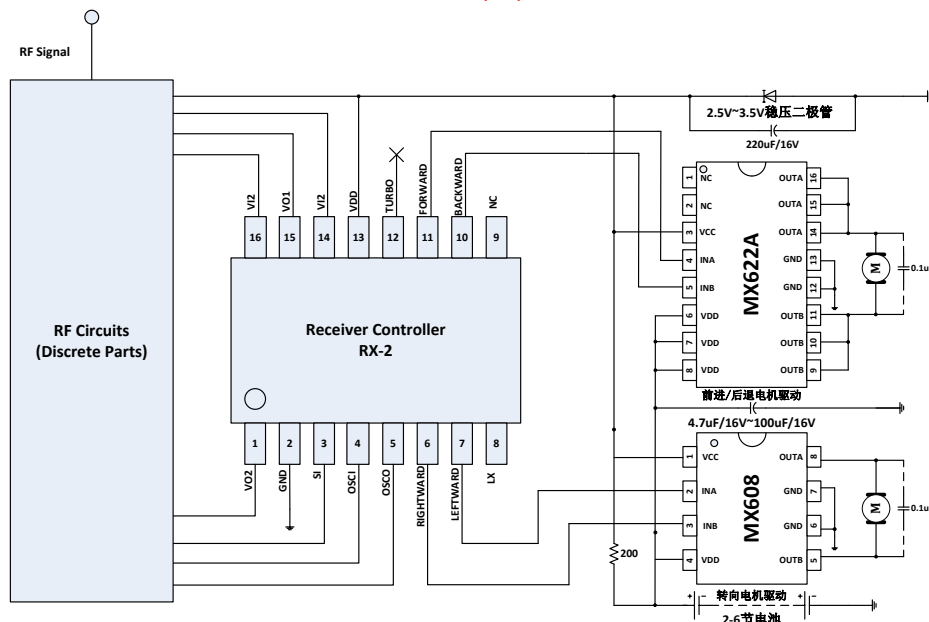 RF Signal
RF Circuits
(Discrete Parts)
VI2
VO1
VI2
VDD
TURBO
FORWARD
BACKWARD
NC
16
15
14
13
12
11
10
9
Receiver Controller
RX-2
1
2
3
4
5
6
7
8
VO2
GND
SI
OSCI
OSCO
RIGHTWARD
LEFTWARD
LX
2.5V~3.5V稳压二极管
220uF/16V
MX622A
1 NC OUTA 16
2 NC OUTA 15
3 VCC OUTA 14
4 INA GND 13
5 INB GND 12
6 VDD OUTB 11
7 VDD OUTB 10
8 VDD OUTB 9
M
0.1u
前进/后退电机驱动
4.7uF/16V~100uF/16V
MX608
1 VCC OUTA 8
2 INA GND 7
3 INB GND 6
4 VDD OUTB 5
M
0.1u
200
+ - 转向电机驱动 + -
2-6节电池